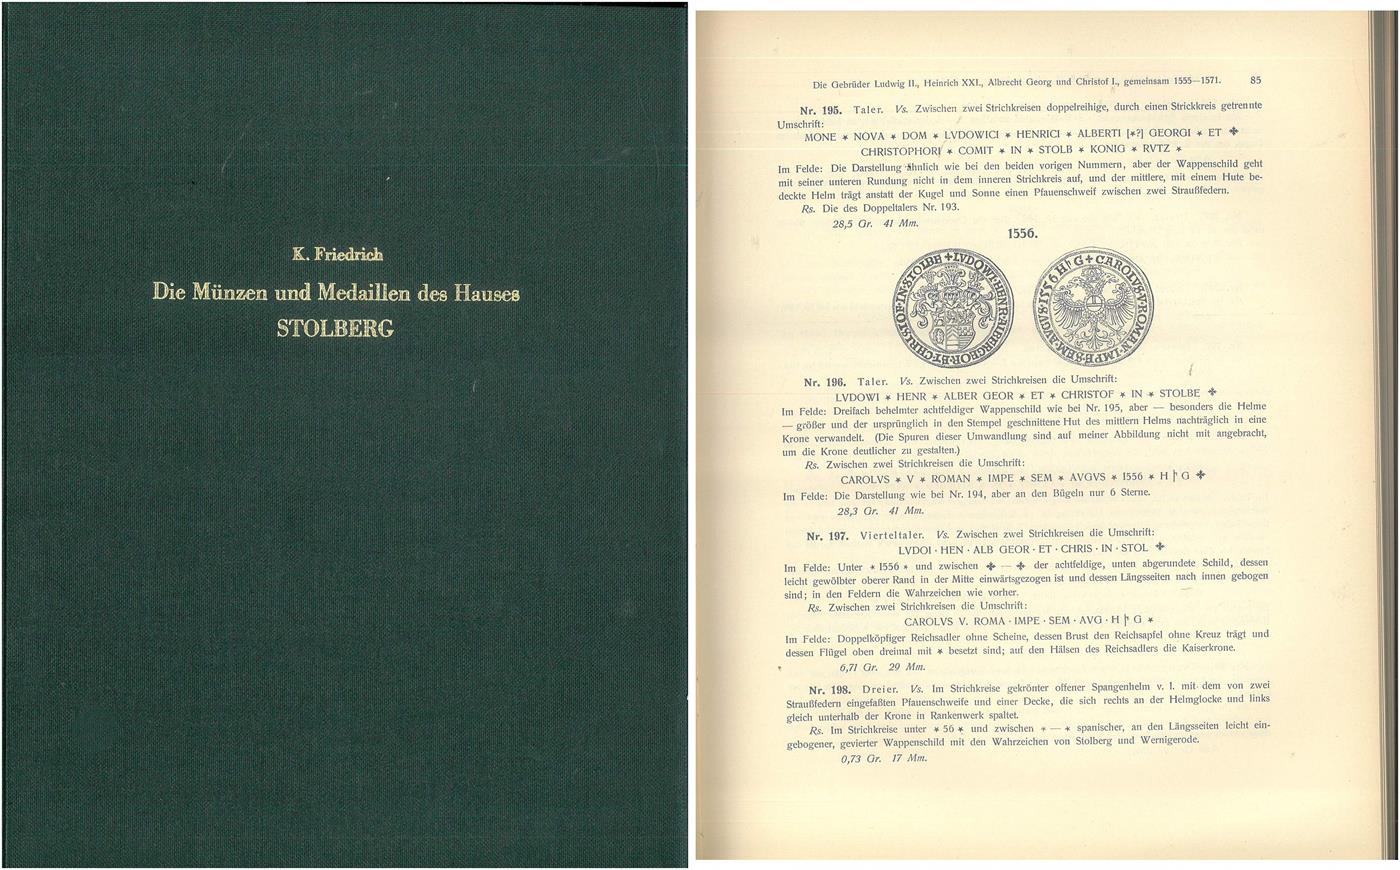 K. Friedrich
Die Münzen und Medaillen des Hauses
STOLBERG
Die Gebrüder Ludwig II., Heinrich XXI., Albrecht Georg und Christof I., gemeinsam 1555—1571. 85
Nr. 195. Taler. Vs. Zwischen zwei Strichkreisen doppelreihige, durch einen Strickkreis getrennte
Umschrift:
MONE ⋆ NOVA ⋆ DOM ⋆ LVDOWICI ⋆ HENRICI ⋆ ALBERTI [⋆?] GEORGI ⋆ ET ✤
CHRISTOPHORI ⋆ COMIT ⋆ IN ⋆ STOLB ⋆ KONIG ⋆ RVTZ ⋆
Im Felde: Die Darstellung ähnlich wie bei den beiden vorigen Nummern, aber der Wappenschild geht
mit seiner unteren Rundung nicht in dem inneren Strichkreis auf, und der mittlere, mit einem Hute be-
deckte Helm trägt anstatt der Kugel und Sonne einen Pfauenschweif zwischen zwei Straußfedern.
Rs. Die des Doppeltalers Nr. 193.
28,5 Gr. 41 Mm.
1556.
+LVDOWI·HENR·ALBER·GEOR·ET·CHRISTOF·IN·STOLBE
+CAROLVS·V·ROMAN·IMPE·SEM·AVGVS·1556 H G
Nr. 196. Taler. Vs. Zwischen zwei Strichkreisen die Umschrift:
LVDOWI ⋆ HENR ⋆ ALBER GEOR ⋆ ET ⋆ CHRISTOF ⋆ IN ⋆ STOLBE ✤
Im Felde: Dreifach behelmter achtfeldiger Wappenschild wie bei Nr. 195, aber — besonders die Helme
— größer und der ursprünglich in den Stempel geschnittene Hut des mittlern Helms nachträglich in eine
Krone verwandelt. (Die Spuren dieser Umwandlung sind auf meiner Abbildung nicht mit angebracht,
um die Krone deutlicher zu gestalten.)
Rs. Zwischen zwei Strichkreisen die Umschrift:
CAROLVS ⋆ V ⋆ ROMAN ⋆ IMPE ⋆ SEM ⋆ AVGVS ⋆ 1556 ⋆ H G ✤
Im Felde: Die Darstellung wie bei Nr. 194, aber an den Bügeln nur 6 Sterne.
28,3 Gr. 41 Mm.
Nr. 197. Vierteltaler. Vs. Zwischen zwei Strichkreisen die Umschrift:
LVDOI · HEN · ALB GEOR · ET · CHRIS · IN · STOL ✤
Im Felde: Unter ⋆ 1556 ⋆ und zwischen ✤ — ✤ der achtfeldige, unten abgerundete Schild, dessen
leicht gewölbter oberer Rand in der Mitte einwärtsgezogen ist und dessen Längsseiten nach innen gebogen
sind; in den Feldern die Wahrzeichen wie vorher.
Rs. Zwischen zwei Strichkreisen die Umschrift:
CAROLVS V. ROMA · IMPE · SEM · AVG · H G ⋆
Im Felde: Doppelköpfiger Reichsadler ohne Scheine, dessen Brust den Reichsapfel ohne Kreuz trägt und
dessen Flügel oben dreimal mit ⋆ besetzt sind; auf den Hälsen des Reichsadlers die Kaiserkrone.
6,71 Gr. 29 Mm.
Nr. 198. Dreier. Vs. Im Strichkreise gekrönter offener Spangenhelm v. l. mit dem von zwei
Straußfedern eingefaßten Pfauenschweife und einer Decke, die sich rechts an der Helmglocke und links
gleich unterhalb der Krone in Rankenwerk spaltet.
Rs. Im Strichkreise unter ⋆ 56 ⋆ und zwischen ⋆ — ⋆ spanischer, an den Längsseiten leicht ein-
gebogener, gevierter Wappenschild mit den Wahrzeichen von Stolberg und Wernigerode.
0,73 Gr. 17 Mm.